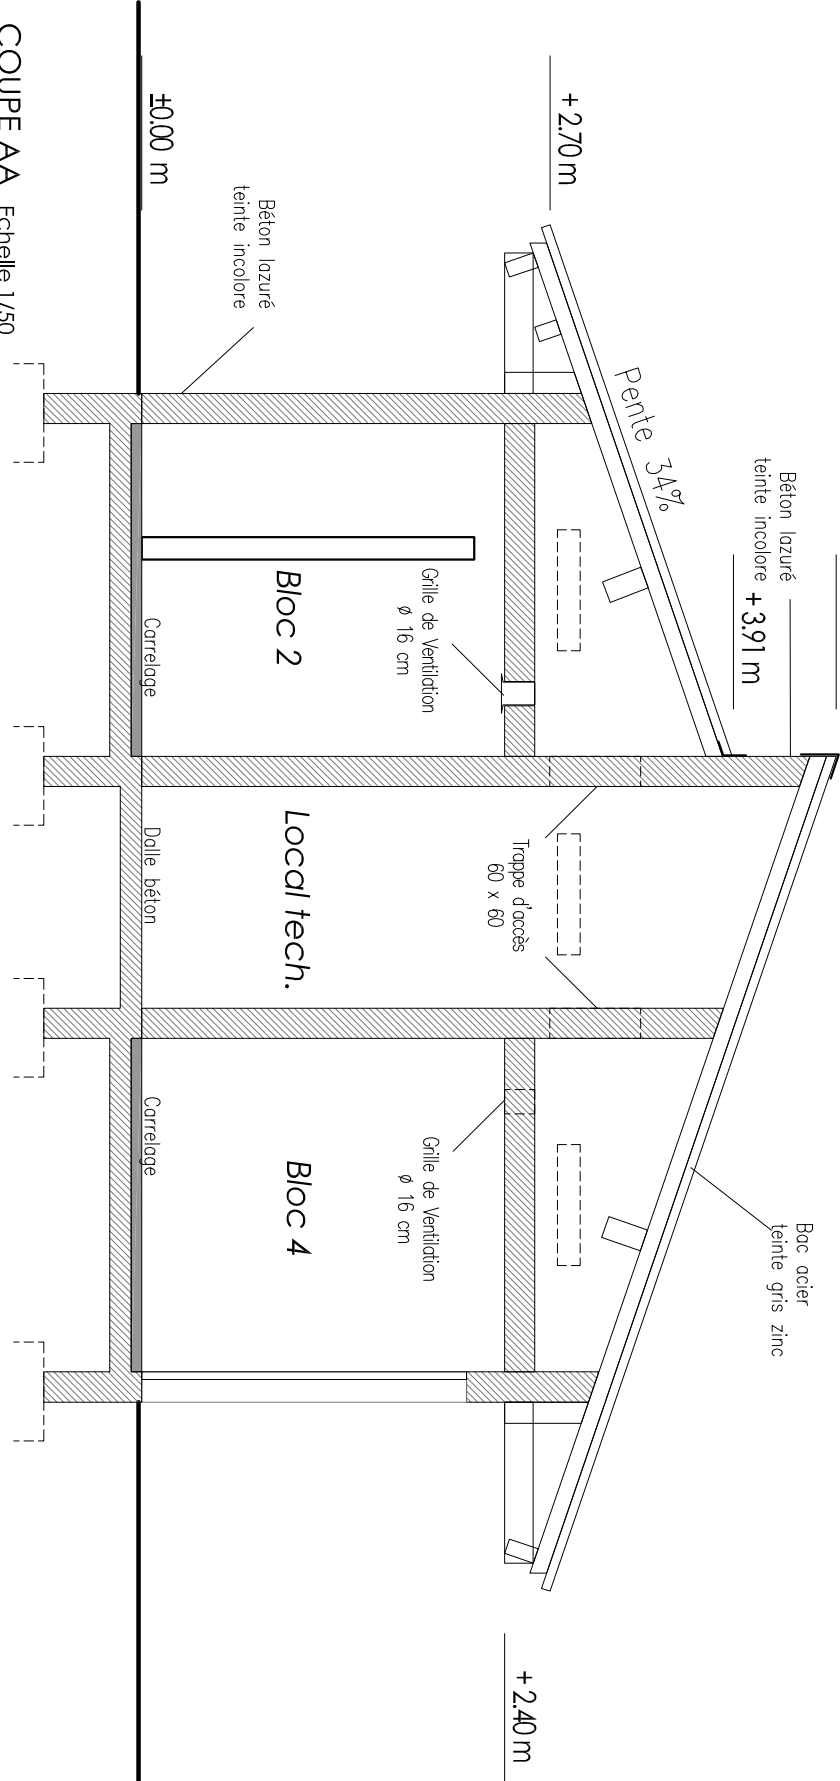 Béton lazuré
teinte incolore
+ 3.91 m
Pente 34%
Bac acier
teinte gris zinc
+ 2.70 m
+ 2.40 m
Trappe d'accès
60 x 60
Grille de Ventilation
ø 16 cm
Grille de Ventilation
ø 16 cm
Béton lazuré
teinte incolore
Bloc 2
Local tech.
Bloc 4
±0.00 m
Carrelage
Dalle béton
Carrelage
COUPE AA Echelle 1/50